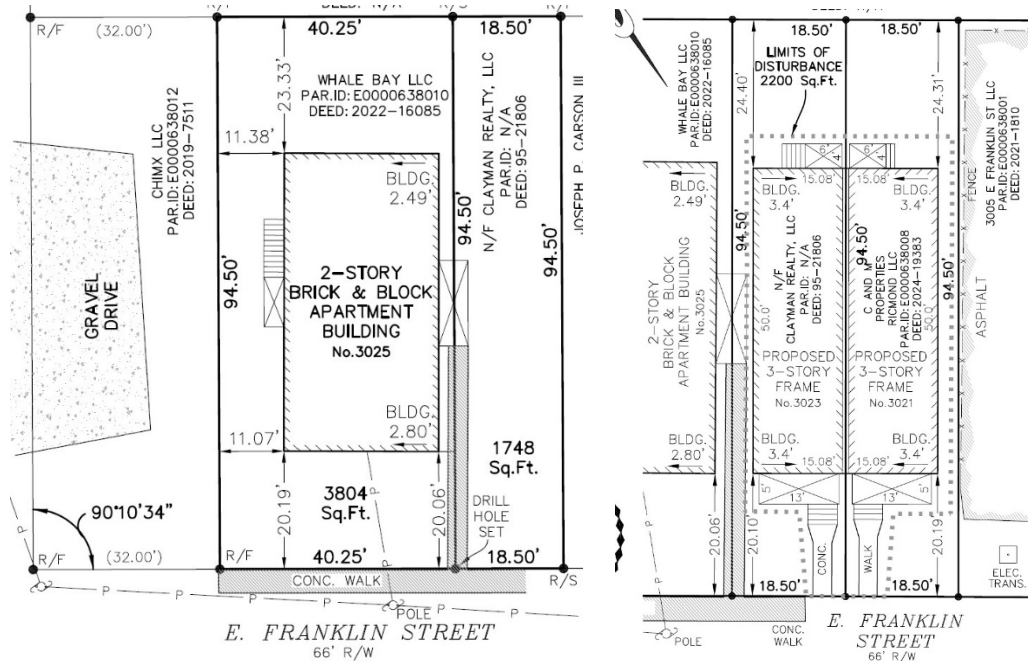 40.25'
18.50'
R/F
(32.00')
23.33'
WHALE BAY LLC
PAR.ID:E0000638010
DEED: 2022-16085
N/F CLAYMAN REALTY, LLC
PAR.ID: N/A
DEED: 95-21806
JOSEPH P. CARSON III
CHIMX LLC
PAR.ID:E0000638012
DEED: 2019-7511
11.38'
BLDG.
2.49'
94.50'
94.50'
94.50'
GRAVEL
DRIVE
2-STORY
BRICK & BLOCK
APARTMENT
BUILDING
No.3025
BLDG.
2.80'
11.07'
1748
Sq.Ft.
3804
Sq.Ft.
20.19'
20.06'
DRILL
HOLE
SET
90°10'34"
P
P
P
R/F
(32.00')
R/F
40.25'
18.50'
R/S
CONC. WALK
P
P
P
P
P
POLE
E. FRANKLIN STREET
66' R/W
18.50'
18.50'
LIMITS OF
DISTURBANCE
2200 Sq.Ft.
WHALE BAY LLC
PAR.ID:E0000638010
DEED: 2022-16085
24.40'
24.31'
3005 E FRANKLIN ST LLC
PAR.ID:E0000638001
DEED: 2021-1810
FENCE
6'
4'
6'
4'
BLDG.
3.4'
15.08'
15.08'
BLDG.
3.4'
BLDG.
2.49'
94.50'
94.50'
94.50'
N/F
CLAYMAN REALTY, LLC
PAR.ID: N/A
DEED: 95-21806
C AND M
PROPERTIES
RICMOND LLC
PAR.ID:E0000638008
DEED: 2024-19383
50.0'
50.0'
ASPHALT
2-STORY
BRICK & BLOCK
APARTMENT BUILDING
No.3025
PROPOSED
3-STORY
FRAME
No.3023
PROPOSED
3-STORY
FRAME
No.3021
BLDG.
2.80'
BLDG.
3.4'
15.08'
15.08'
BLDG.
3.4'
5'
13'
13'
5'
20.06'
20.10'
20.19'
CONC.
WALK
ELEC.
TRANS.
18.50'
18.50'
P
POLE
CONC.
WALK
E. FRANKLIN
STREET
66' R/W